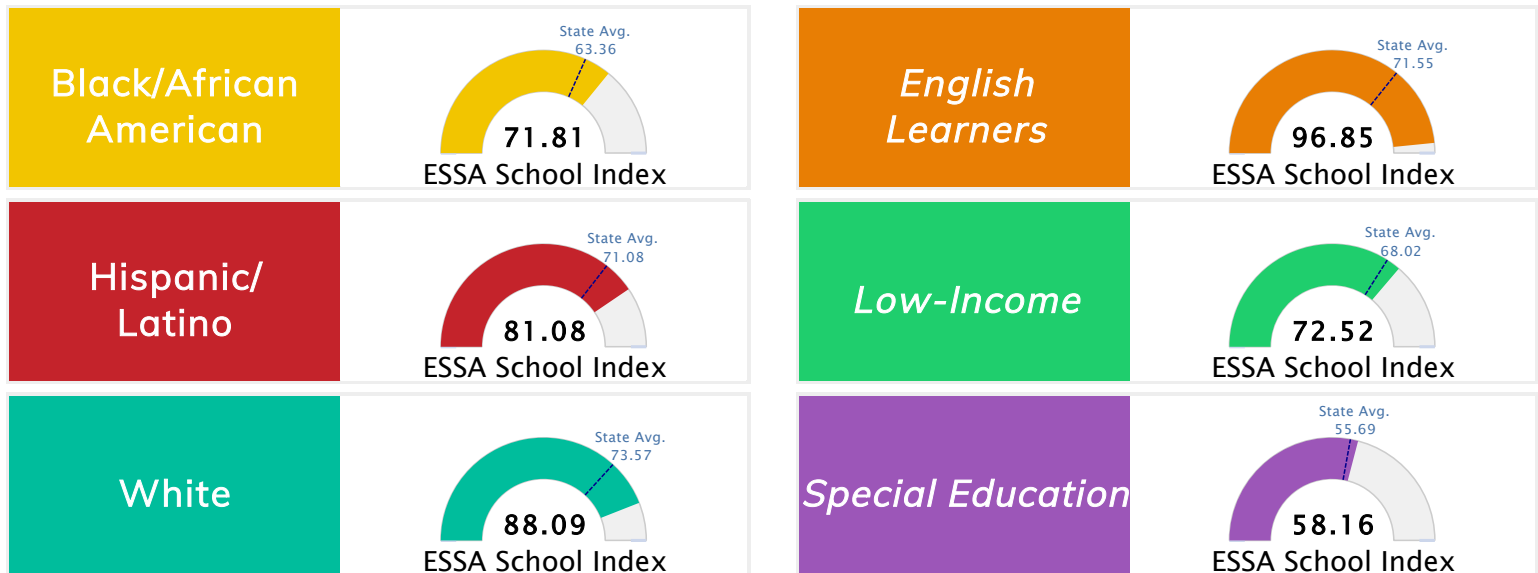 Black/African
American
State Avg.
63.36
71.81
ESSA School Index
English
Learners
State Avg.
71.55
96.85
ESSA School Index
Hispanic/
Latino
State Avg.
71.08
81.08
ESSA School Index
Low-Income
State Avg.
68.02
72.52
ESSA School Index
White
State Avg.
73.57
88.09
ESSA School Index
Special Education
State Avg.
55.69
58.16
ESSA School Index